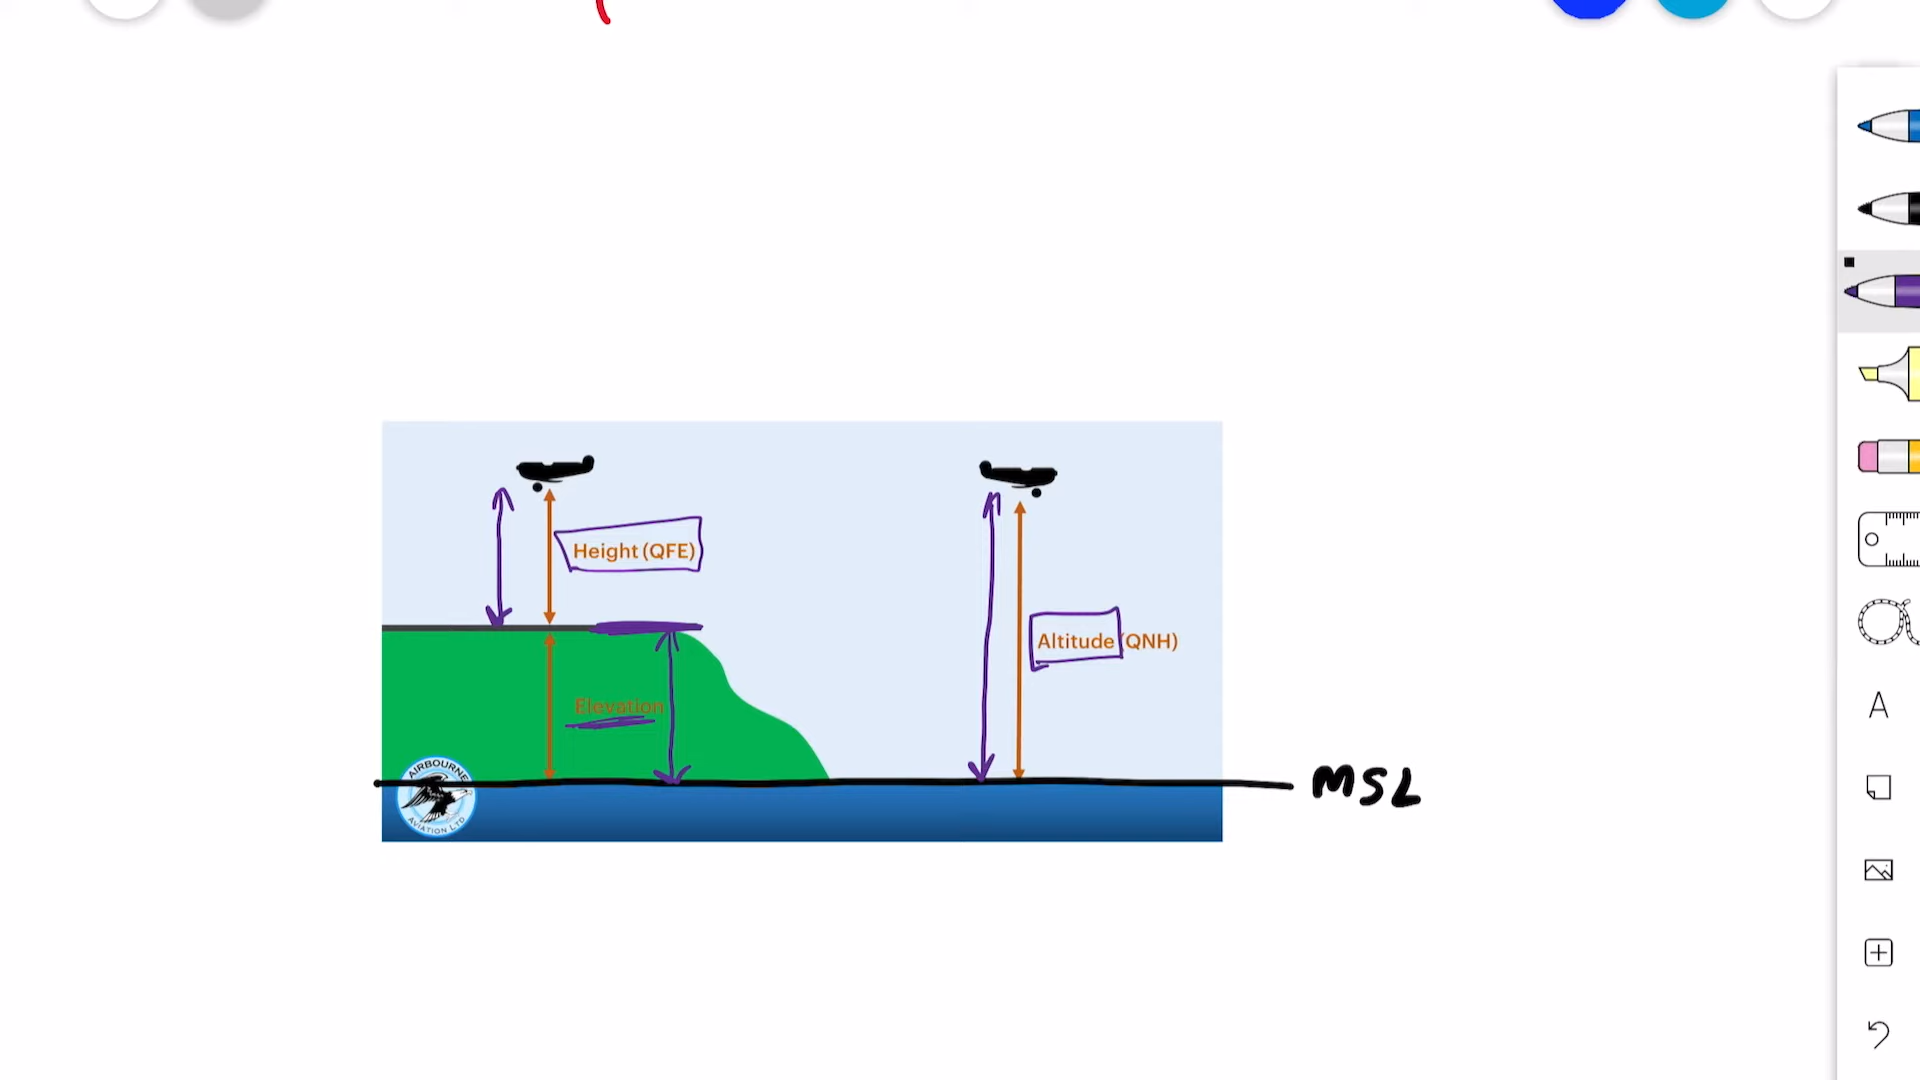 Height (QFE)
Altitude (QNH)
Elevation
MSL
AIRBOURNE
AVIATION LTD
A